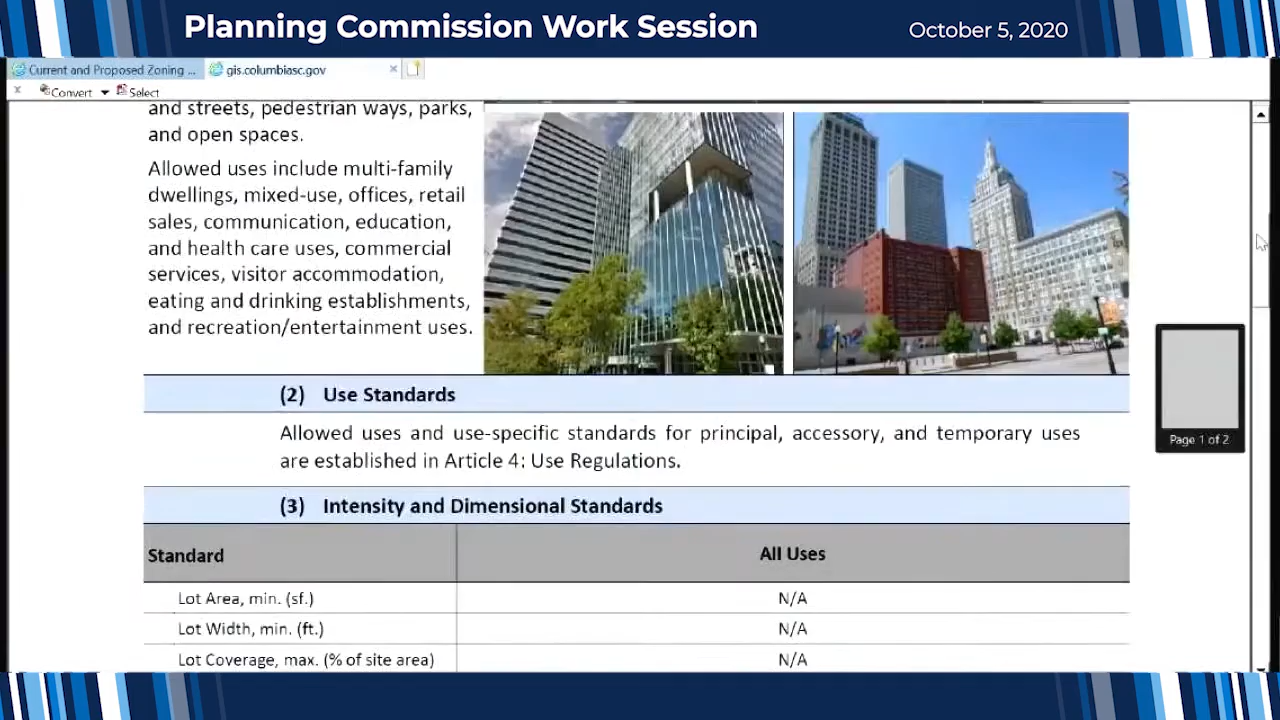 Planning Commission Work Session
October 5, 2020
Current and Proposed Zoning ...
gis.columbiasc.gov
Convert
Select
and streets, pedestrian ways, parks,
and open spaces.
Allowed uses include multi-family
dwellings, mixed-use, offices, retail
sales, communication, education,
and health care uses, commercial
services, visitor accommodation,
eating and drinking establishments,
and recreation/entertainment uses.
(2) Use Standards
Allowed uses and use-specific standards for principal, accessory, and temporary uses
are established in Article 4: Use Regulations.
(3) Intensity and Dimensional Standards
Standard All Uses
Lot Area, min. (sf.) N/A
Lot Width, min. (ft.) N/A
Lot Coverage, max. (% of site area) N/A
Page 1 of 2